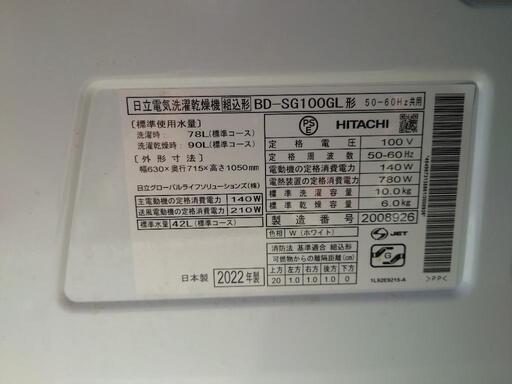 日立電気洗濯乾燥機 組込形 BD-SG100GL形 50-60Hz共用
[標準使用水量]
洗濯時: 78L(標準コース)
洗濯乾燥時: 90L(標準コース)
[外形寸法]
幅630×奥行715×高さ1050mm
日立グローバルライフソリューションズ(株)
主電動機の定格消費電力 140W
送風電動機の定格消費電力 210W
標準水量 42L (標準コース)
日本製 2022年製
PS E HITACHI
定格電圧 100V
定格周波数 50-60Hz
電動機の定格消費電力 140W
電熱装置の定格消費電力 780W
標準洗濯容量 10.0kg
標準乾燥容量 6.0kg
製造番号 2008926
色相 W (ホワイト)
消防法 基準適合 組込形
可燃物からの離隔距離(cm)
上方 左方 右方 前方 後方 下方
20 1.0 1.0 1.0 1.0 0
S JET
G
1L92E9215-A
>PP<